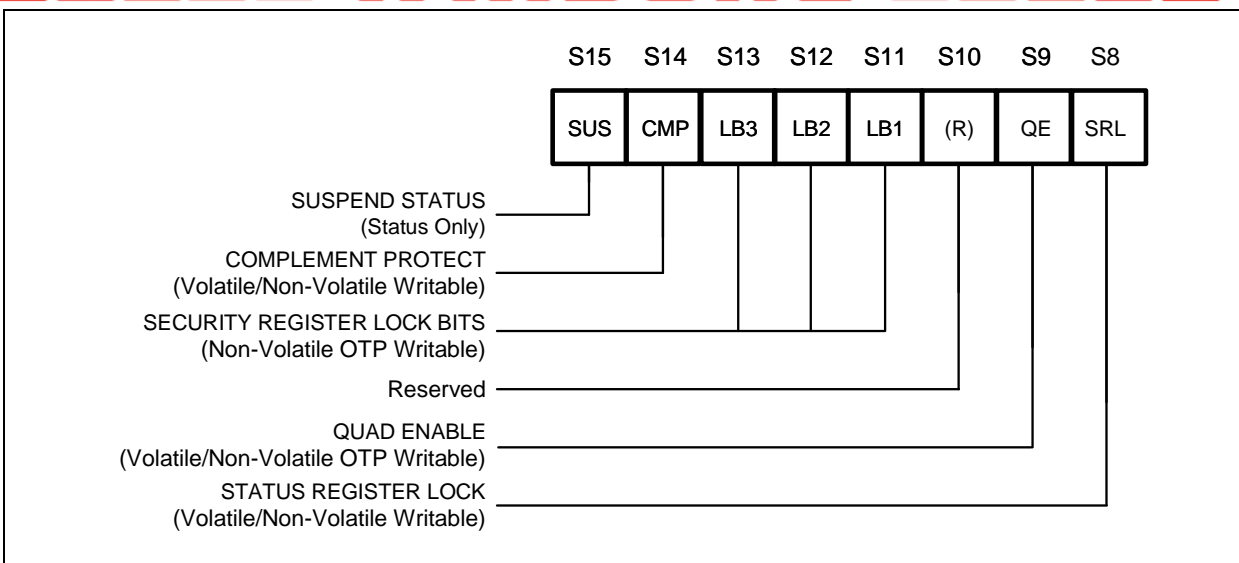 S15 S14 S13 S12 S11 S10 S9 S8
SUS CMP LB3 LB2 LB1 (R) QE SRL
SUSPEND STATUS
(Status Only)
COMPLEMENT PROTECT
(Volatile/Non-Volatile Writable)
SECURITY REGISTER LOCK BITS
(Non-Volatile OTP Writable)
Reserved
QUAD ENABLE
(Volatile/Non-Volatile OTP Writable)
STATUS REGISTER LOCK
(Volatile/Non-Volatile Writable)